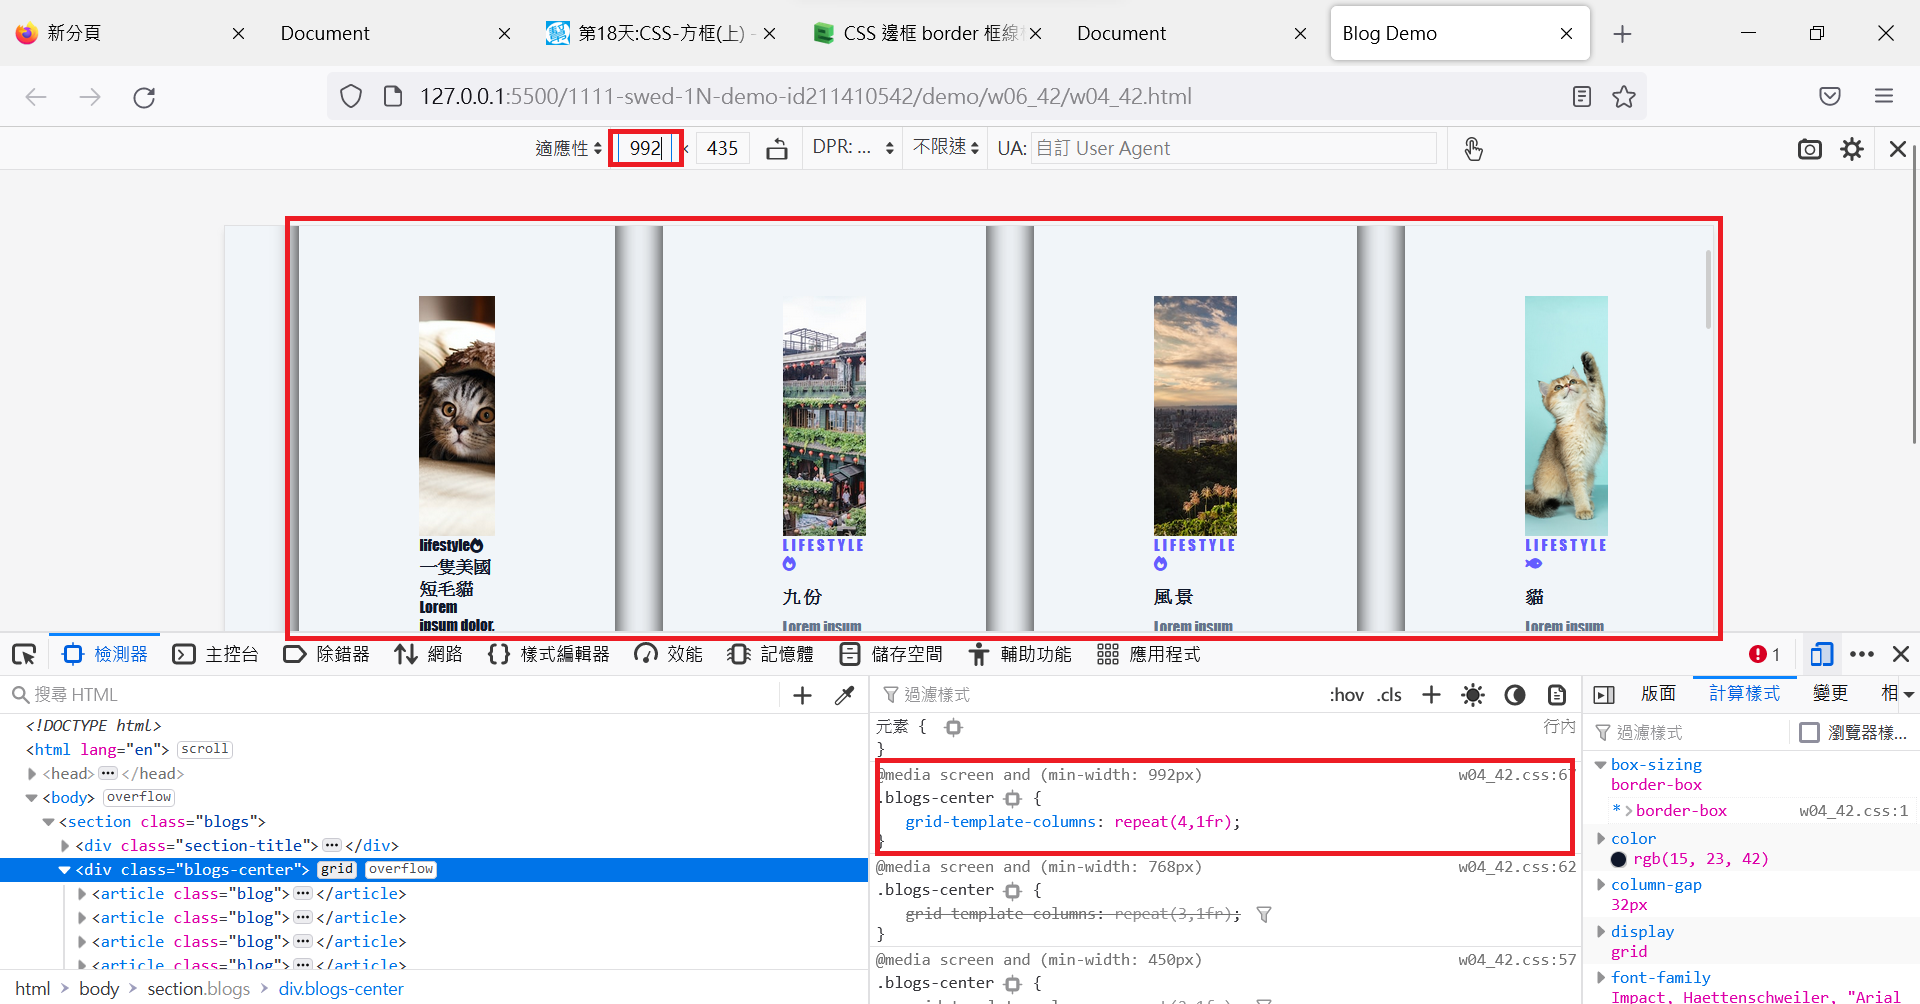 新分頁
Document
第18天:CSS-方框(上) -
CSS 邊框 border 框線
Document
Blog Demo
127.0.0.1:5500/1111-swed-1N-demo-id211410542/demo/w06_42/w04_42.html
適應性 992 × 435 DPR: ... 不限速 UA: 自訂 User Agent
lifestyle
一隻美國
短毛貓
Lorem
ipsum dolor.
LIFESTYLE
九份
Lorem ipsum
LIFESTYLE
風景
Lorem ipsum
LIFESTYLE
貓
Lorem ipsum
檢測器 主控台 除錯器 網路 樣式編輯器 效能 記憶體 儲存空間 輔助功能 應用程式 1
搜尋 HTML
<!DOCTYPE html>
<html lang="en"> scroll
<head> ••• </head>
<body> overflow
<section class="blogs">
<div class="section-title"> ••• </div>
<div class="blogs-center"> grid overflow
<article class="blog"> ••• </article>
<article class="blog"> ••• </article>
<article class="blog"> ••• </article>
<article class="blog"> ••• </article>
html > body > section.blogs > div.blogs-center
過濾樣式 :hov .cls
元素 { 行內
}
@media screen and (min-width: 992px) w04_42.css:67
.blogs-center {
grid-template-columns: repeat(4,1fr);
}
@media screen and (min-width: 768px) w04_42.css:62
.blogs-center {
grid-template-columns: repeat(3,1fr);
}
@media screen and (min-width: 450px) w04_42.css:57
.blogs-center {
版面 計算樣式 變更 相
過濾樣式 瀏覽器樣...
box-sizing
border-box
* > border-box w04_42.css:1
color
rgb(15, 23, 42)
column-gap
32px
display
grid
font-family
Impact, Haettenschweiler, "Arial